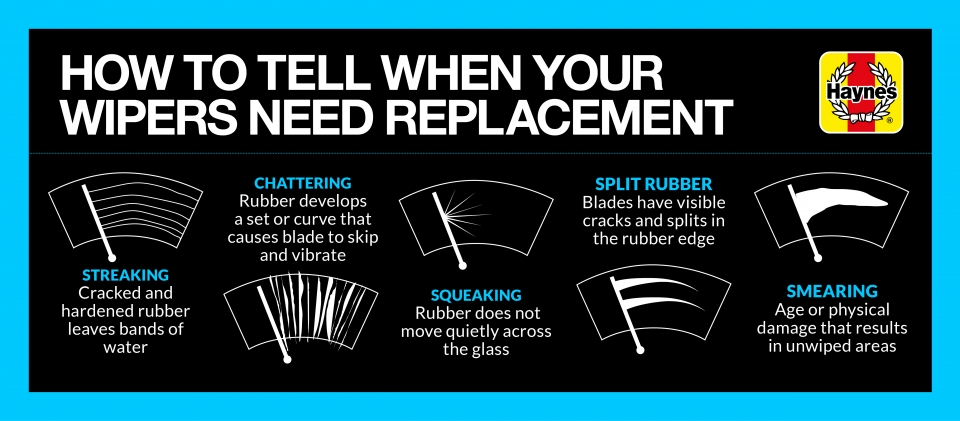 HOW TO TELL WHEN YOUR
WIPERS NEED REPLACEMENT
Haynes
®
STREAKING
Cracked and
hardened rubber
leaves bands of
water
CHATTERING
Rubber develops
a set or curve that
causes blade to skip
and vibrate
SQUEAKING
Rubber does not
move quietly across
the glass
SPLIT RUBBER
Blades have visible
cracks and splits in
the rubber edge
SMEARING
Age or physical
damage that results
in unwiped areas